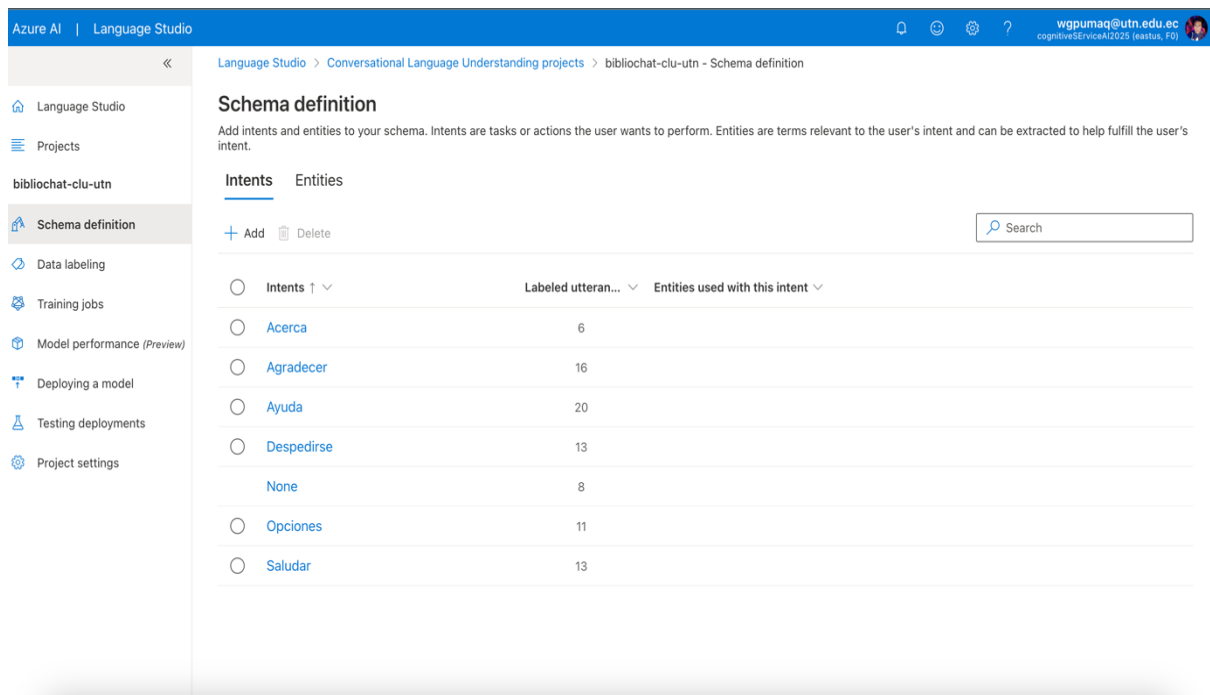 Azure AI | Language Studio
wgpumaq@utn.edu.ec
cognitiveSErviceAI2025 (eastus, F0)
Language Studio > Conversational Language Understanding projects > bibliochat-clu-utn - Schema definition
Language Studio
Projects
bibliochat-clu-utn
Schema definition
Data labeling
Training jobs
Model performance (Preview)
Deploying a model
Testing deployments
Project settings
Schema definition
Add intents and entities to your schema. Intents are tasks or actions the user wants to perform. Entities are terms relevant to the user's intent and can be extracted to help fulfill the user's
intent.
Intents Entities
+ Add Delete
Search
Intents ↑ Labeled utteran... Entities used with this intent
Acerca 6
Agradecer 16
Ayuda 20
Despedirse 13
None 8
Opciones 11
Saludar 13